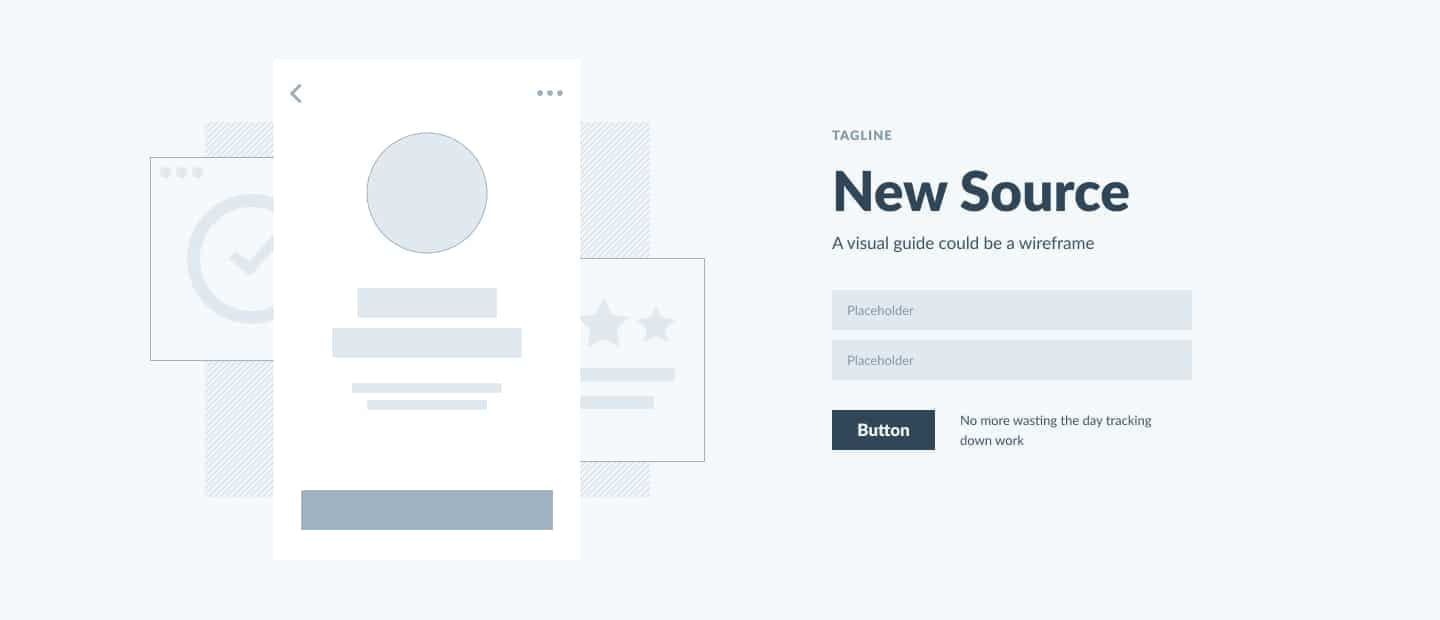 TAGLINE
New Source
A visual guide could be a wireframe
Placeholder
Placeholder
Button
No more wasting the day tracking
down work